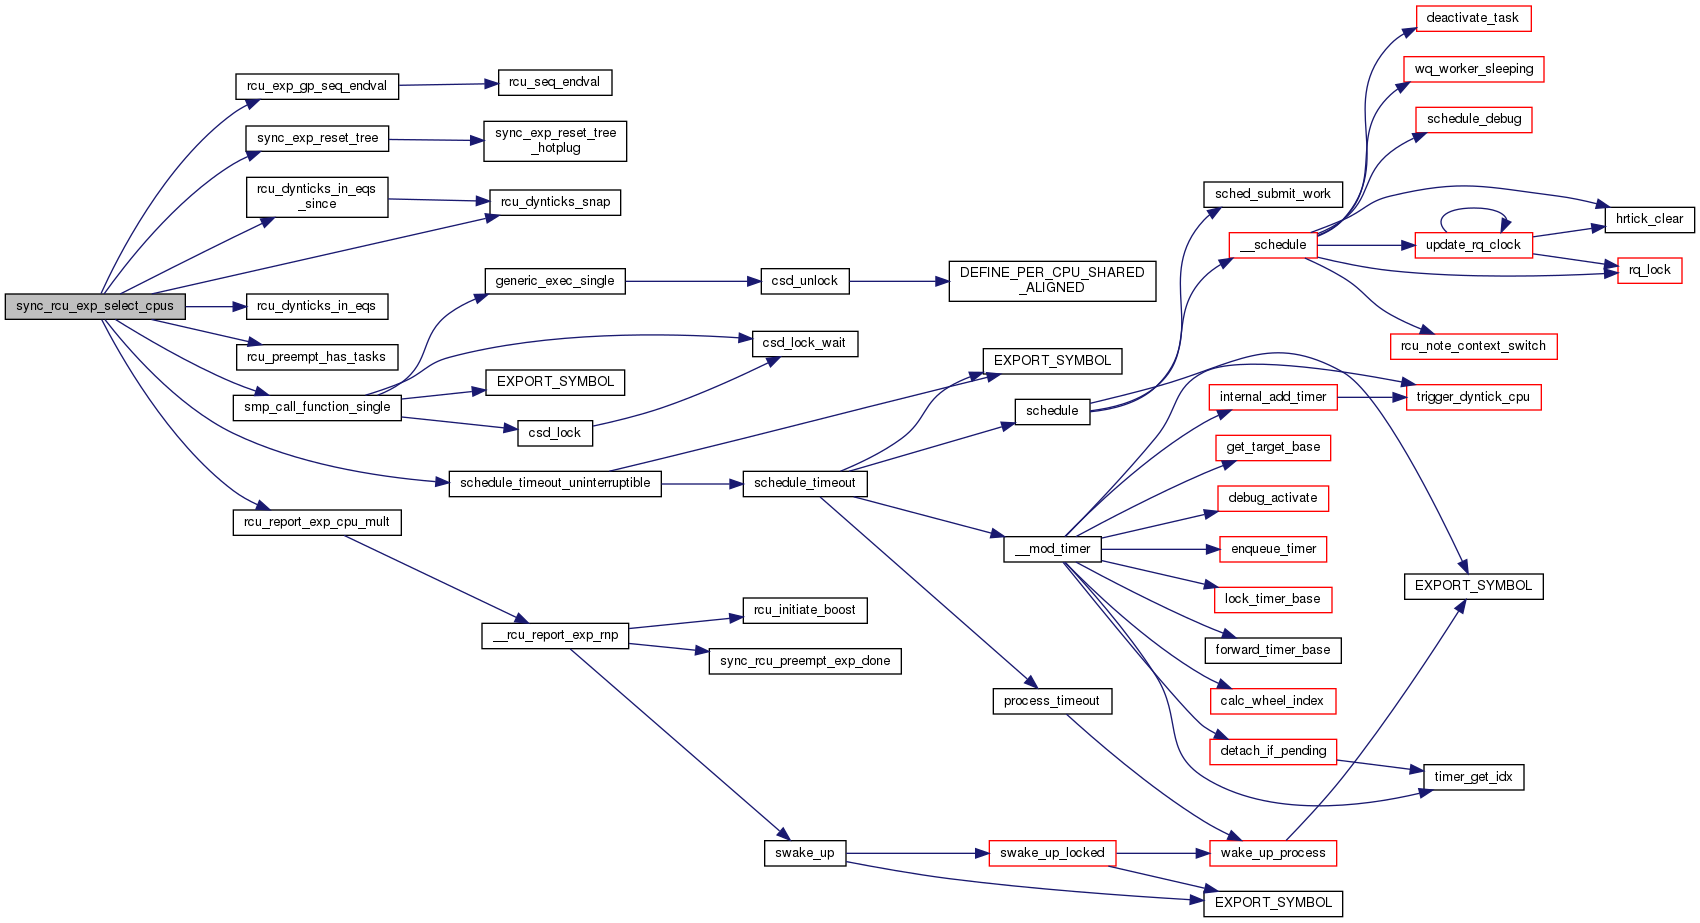 sync_rcu_exp_select_cpus
rcu_exp_gp_seq_endval
sync_exp_reset_tree
rcu_dynticks_in_eqs
_since
rcu_dynticks_in_eqs
rcu_preempt_has_tasks
smp_call_function_single
rcu_report_exp_cpu_mult
rcu_seq_endval
sync_exp_reset_tree
_hotplug
rcu_dynticks_snap
generic_exec_single
EXPORT_SYMBOL
csd_lock
schedule_timeout_uninterruptible
__rcu_report_exp_rnp
csd_unlock
csd_lock_wait
schedule_timeout
rcu_initiate_boost
sync_rcu_preempt_exp_done
swake_up
DEFINE_PER_CPU_SHARED
_ALIGNED
EXPORT_SYMBOL
schedule
__mod_timer
process_timeout
swake_up_locked
sched_submit_work
__schedule
internal_add_timer
get_target_base
debug_activate
enqueue_timer
lock_timer_base
forward_timer_base
calc_wheel_index
detach_if_pending
wake_up_process
EXPORT_SYMBOL
deactivate_task
wq_worker_sleeping
schedule_debug
update_rq_clock
rcu_note_context_switch
trigger_dyntick_cpu
EXPORT_SYMBOL
timer_get_idx
hrtick_clear
rq_lock